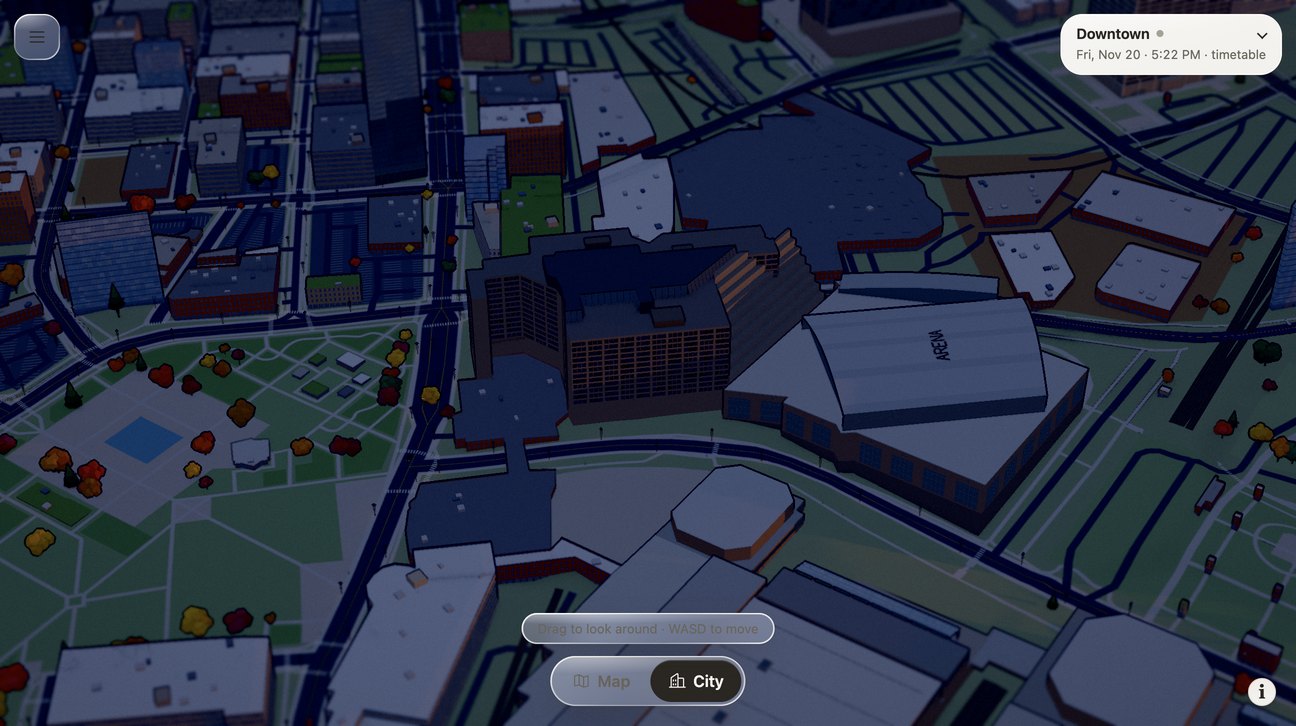 Downtown
Fri, Nov 20 · 5:22 PM · timetable
ARENA
Drag to look around · WASD to move
Map
City
i